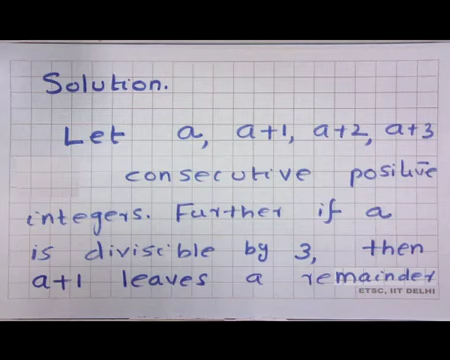 Solution.
Let a, a+1, a+2, a+3
consecutive positive
integers. Further if a
is divisible by 3, then
a+1 leaves a remainder
ETSC, IIT DELHI